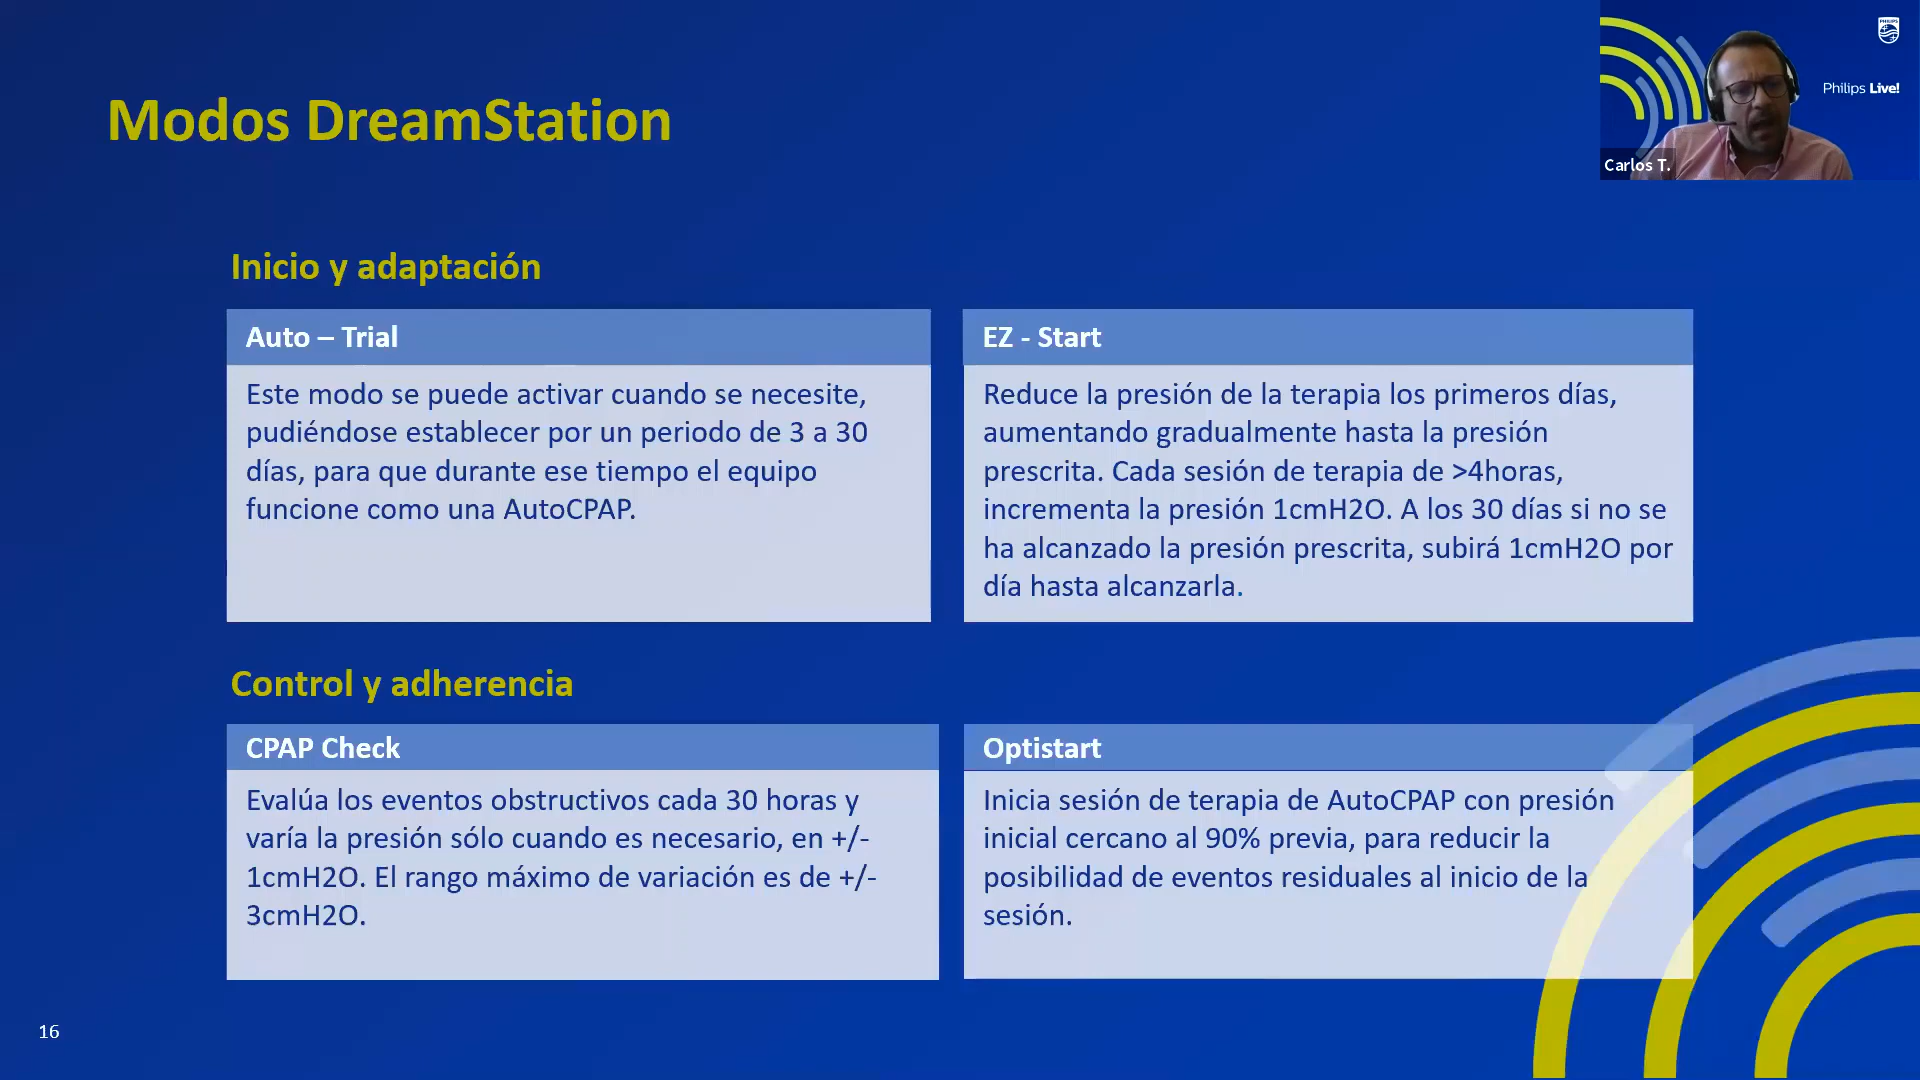 Modos DreamStation
PHILIPS
Philips Live!
Carlos T.
Inicio y adaptación
Auto – Trial
Este modo se puede activar cuando se necesite,
pudiéndose establecer por un periodo de 3 a 30
días, para que durante ese tiempo el equipo
funcione como una AutoCPAP.
EZ - Start
Reduce la presión de la terapia los primeros días,
aumentando gradualmente hasta la presión
prescrita. Cada sesión de terapia de >4horas,
incrementa la presión 1cmH2O. A los 30 días si no se
ha alcanzado la presión prescrita, subirá 1cmH2O por
día hasta alcanzarla.
Control y adherencia
CPAP Check
Evalúa los eventos obstructivos cada 30 horas y
varía la presión sólo cuando es necesario, en +/-
1cmH2O. El rango máximo de variación es de +/-
3cmH2O.
Optistart
Inicia sesión de terapia de AutoCPAP con presión
inicial cercano al 90% previa, para reducir la
posibilidad de eventos residuales al inicio de la
sesión.
16